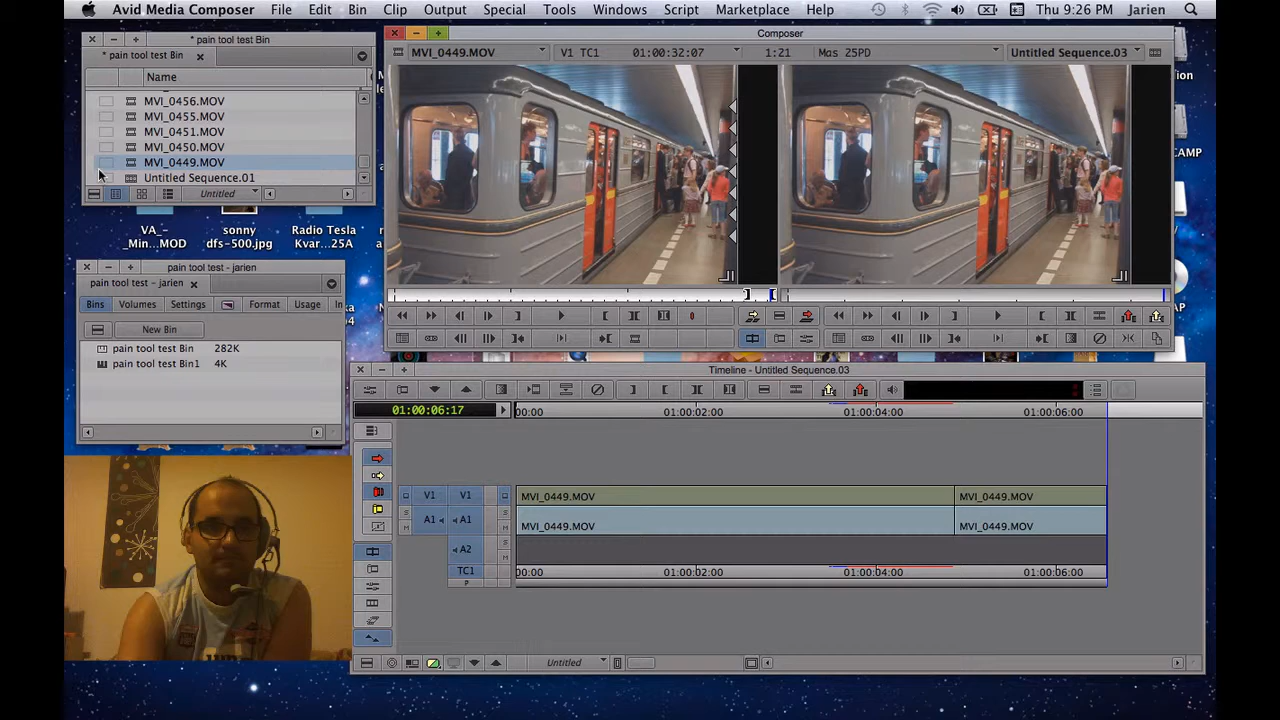 Avid Media Composer File Edit Bin Clip Output Special Tools Windows Script Marketplace Help Thu 9:26 PM Jarien
* pain tool test Bin
* pain tool test Bin
Name
MVI_0456.MOV
MVI_0455.MOV
MVI_0451.MOV
MVI_0450.MOV
MVI_0449.MOV
Untitled Sequence.01
Untitled
Composer
MVI_0449.MOV V1 TC1 01:00:32:07 1:21 Mas 25PD Untitled Sequence.03
VA_-
_Min...MOD
sonny
dfs-500.jpg
Radio Tesla
Kvar...25A
CAMP
pain tool test - jarien
pain tool test - jarien
Bins Volumes Settings Format Usage In
New Bin
pain tool test Bin 282K
pain tool test Bin1 4K
Timeline - Untitled Sequence.03
01:00:06:17 00:00 01:00:02:00 01:00:04:00 01:00:06:00
V1 V1 MVI_0449.MOV MVI_0449.MOV
S
M
A1 A1 MVI_0449.MOV MVI_0449.MOV
S
M
A2
TC1 00:00 01:00:02:00 01:00:04:00 01:00:06:00
P
Untitled